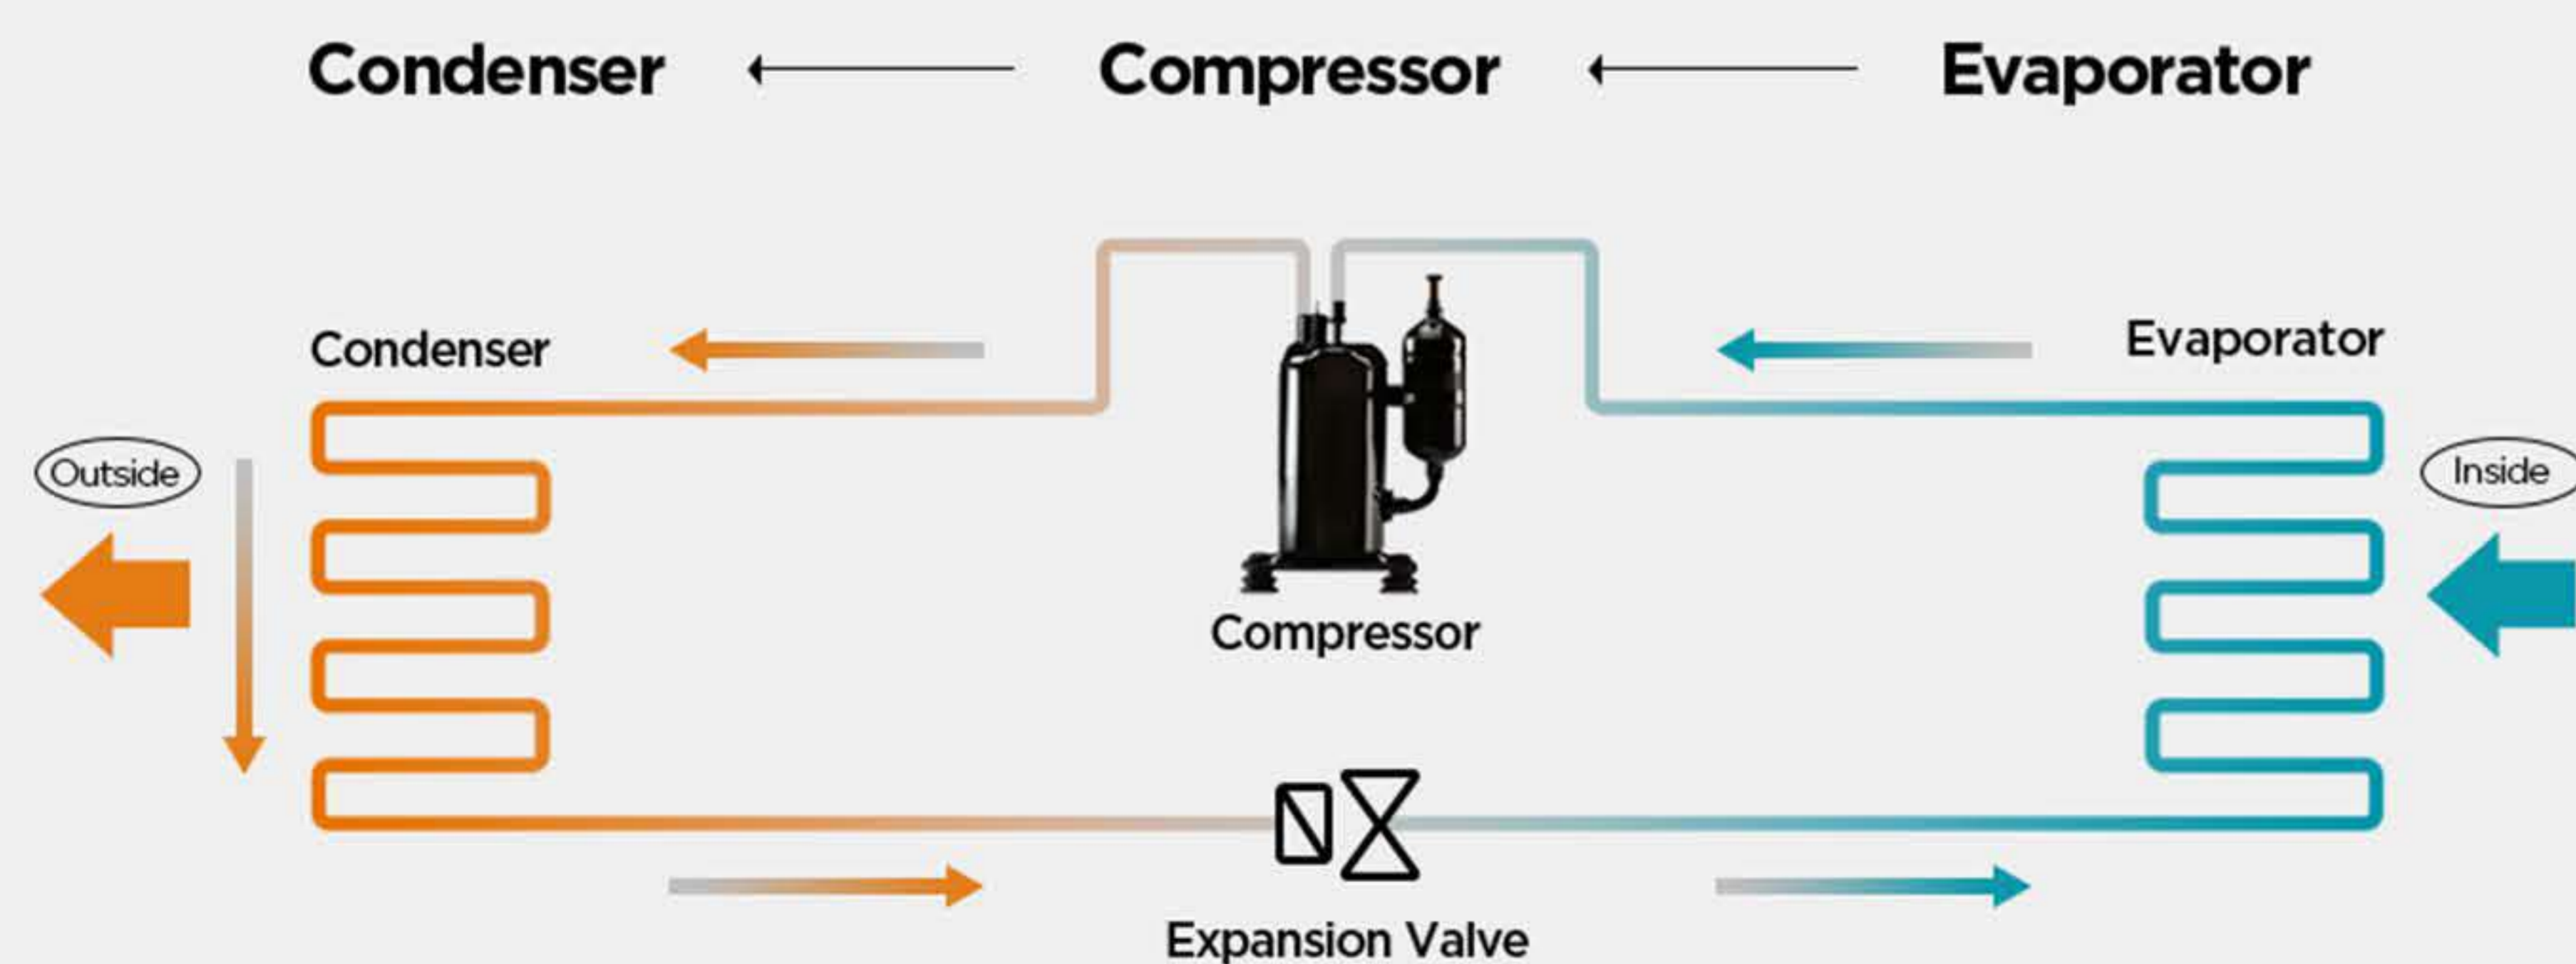 Condenser
Compressor
Evaporator
Condenser
Evaporator
Outside
Inside
Compressor
Expansion Valve